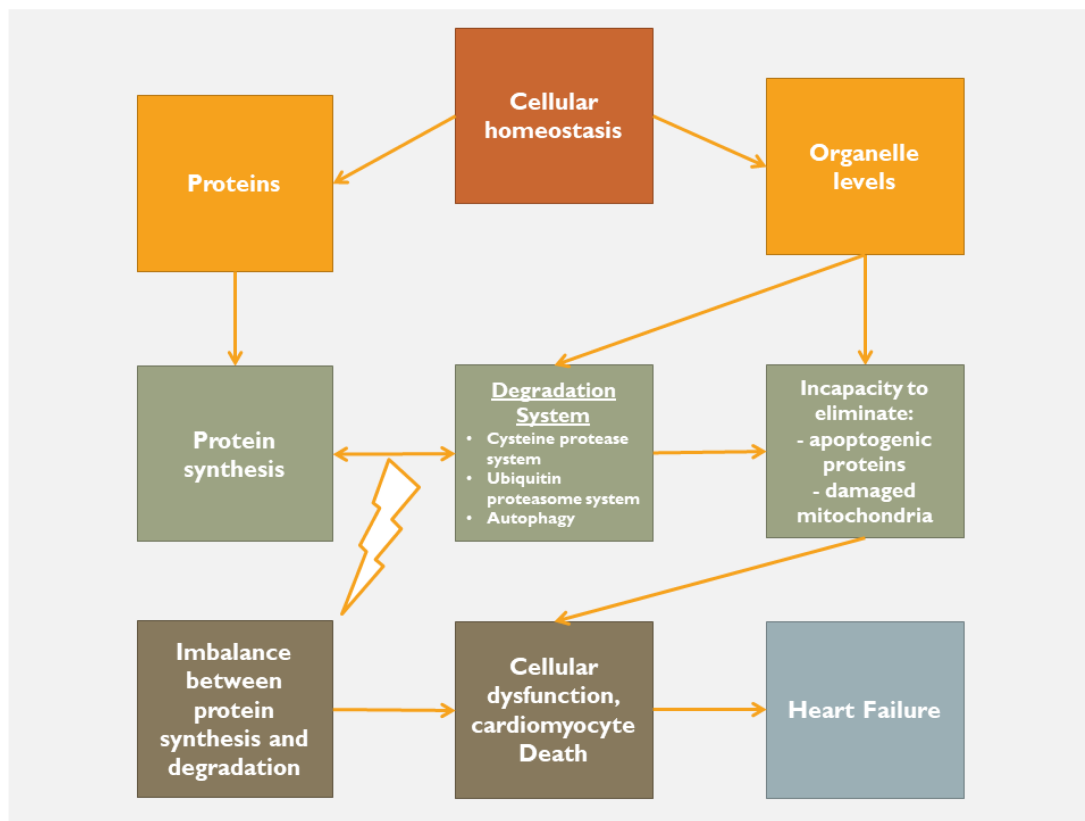 Cellular
homeostasis
Proteins
Organelle
levels
Protein
synthesis
Degradation
System
• Cysteine protease
system
• Ubiquitin
proteasome system
• Autophagy
Incapacity to
eliminate:
- apoptogenic
proteins
- damaged
mitochondria
Imbalance
between
protein
synthesis and
degradation
Cellular
dysfunction,
cardiomyocyte
Death
Heart Failure